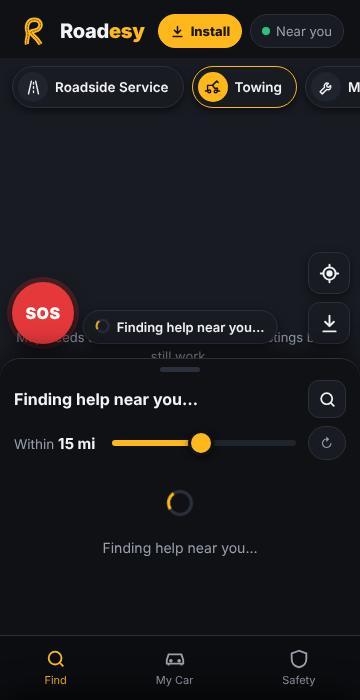 Roadesy
Install
Near you
Roadside Service
Towing
M
SOS
Finding help near you...
still work
Finding help near you...
Within 15 mi
Finding help near you...
Find
My Car
Safety